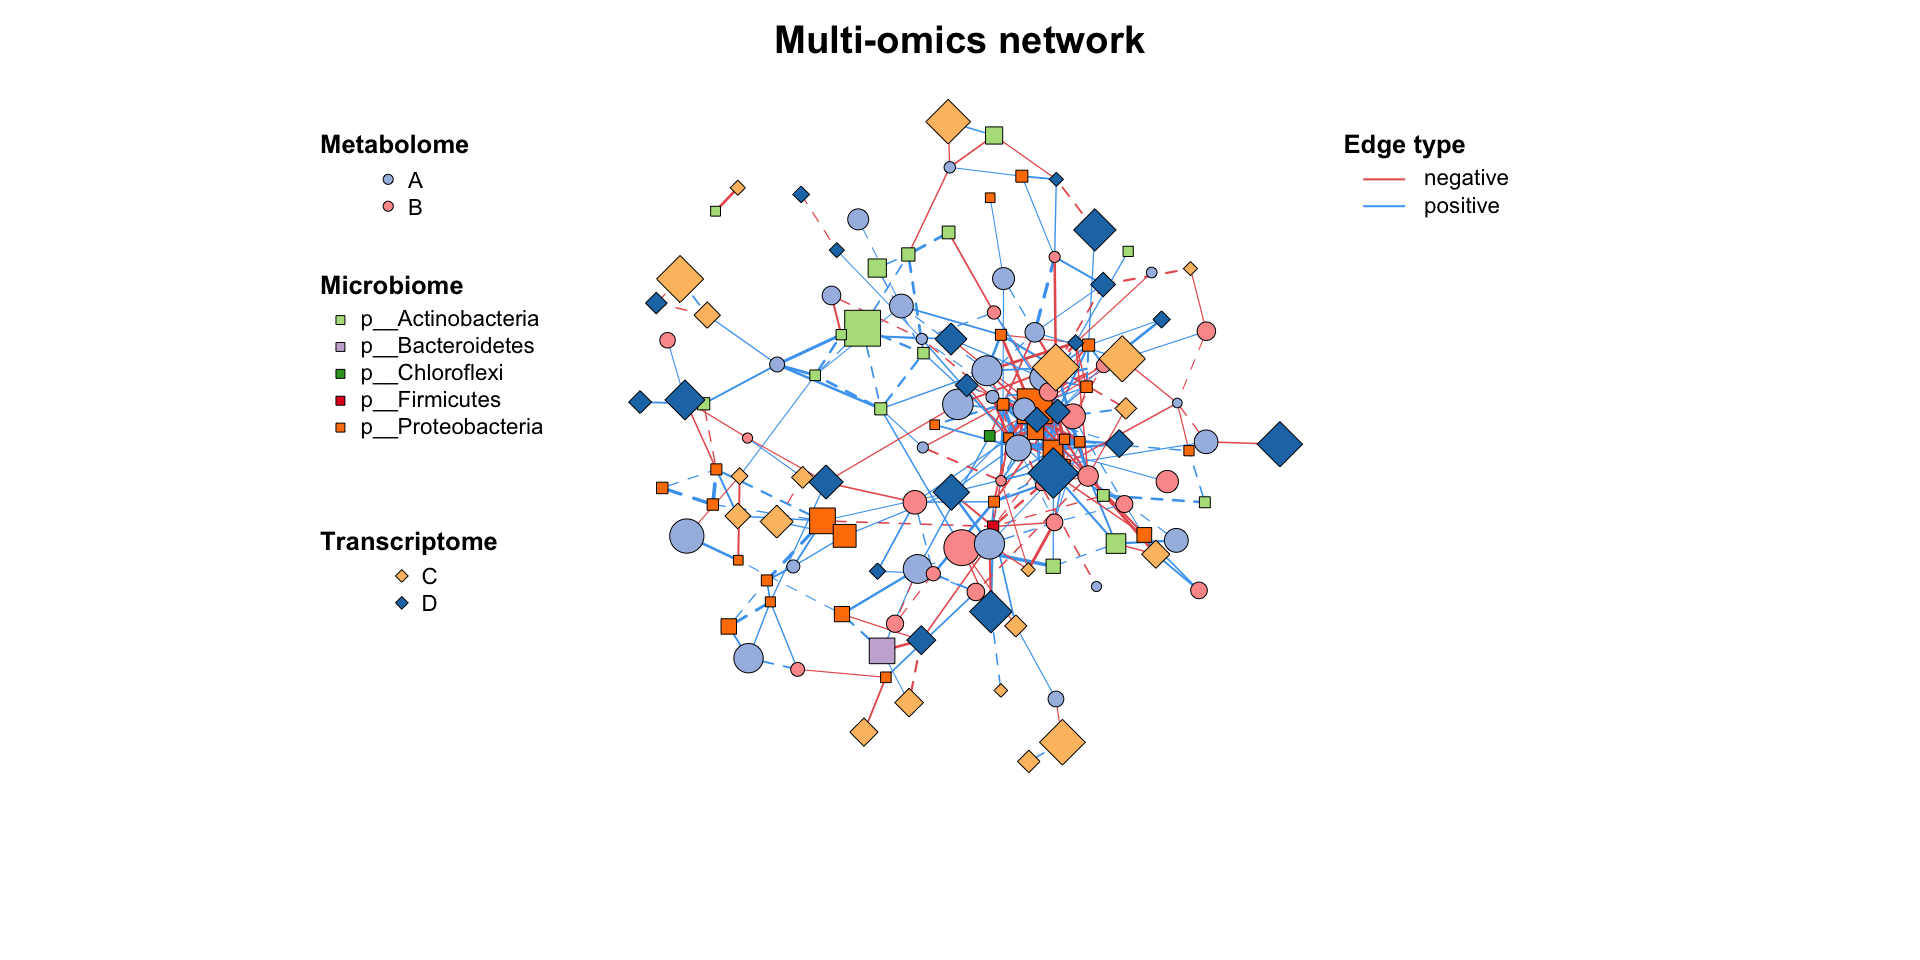 Multi-omics network
Metabolome
A
B
Microbiome
p__Actinobacteria
p__Bacteroidetes
p__Chloroflexi
p__Firmicutes
p__Proteobacteria
Transcriptome
C
D
Edge type
negative
positive